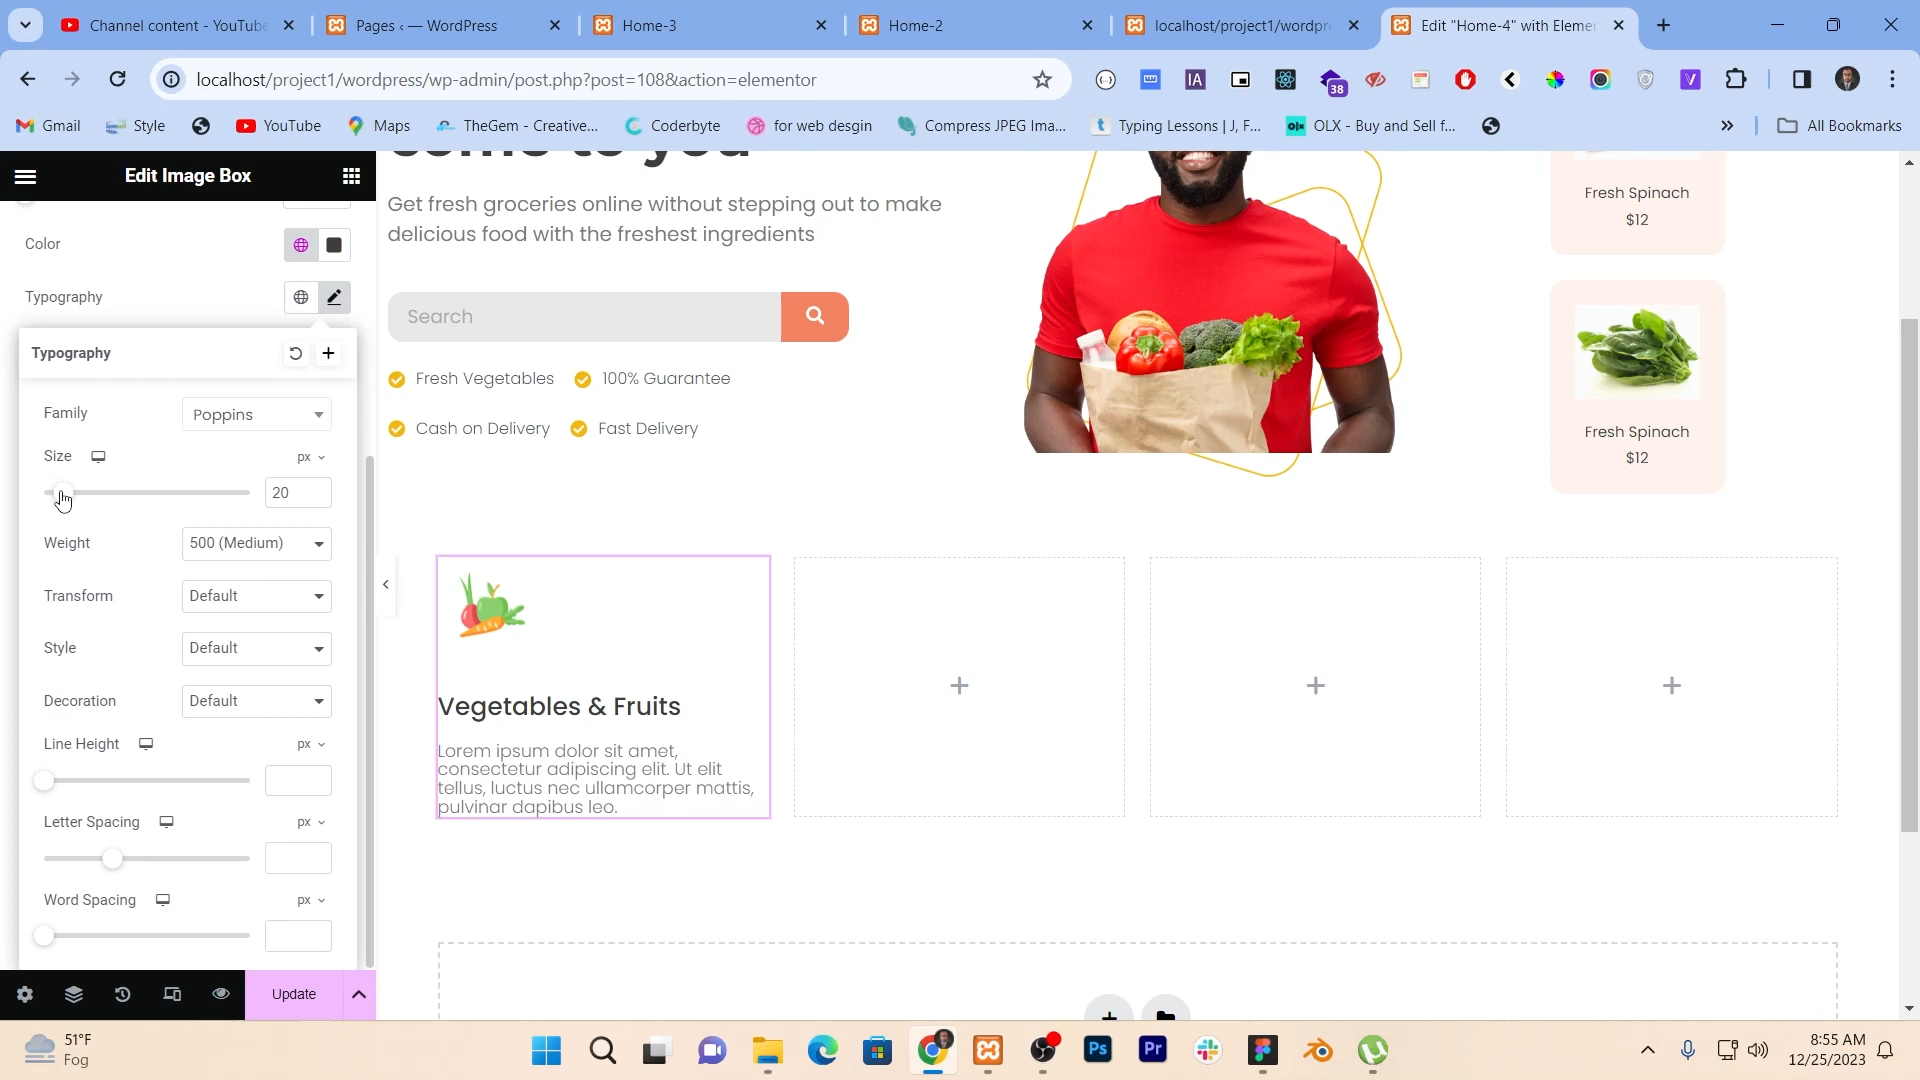 Channel content - YouTube
Pages ‹ — WordPress
Home-3
Home-2
localhost/project1/wordpr
Edit "Home-4" with Elemen
localhost/project1/wordpress/wp-admin/post.php?post=108&action=elementor
IA
38
V
Gmail
Style
YouTube
Maps
TheGem - Creative...
Coderbyte
for web desgin
Compress JPEG Ima...
Typing Lessons | J, F...
OLX - Buy and Sell f...
»
All Bookmarks
Edit Image Box
Color
Typography
Typography
Family
Poppins
Size
px
20
Weight
500 (Medium)
Transform
Default
Style
Default
Decoration
Default
Line Height
px
Letter Spacing
px
Word Spacing
px
Update
Get fresh groceries online without stepping out to make
delicious food with the freshest ingredients
Search
Fresh Vegetables
100% Guarantee
Cash on Delivery
Fast Delivery
Fresh Spinach
$12
Fresh Spinach
$12
Vegetables & Fruits
Lorem ipsum dolor sit amet,
consectetur adipiscing elit. Ut elit
tellus, luctus nec ullamcorper mattis,
pulvinar dapibus leo.
51°F
Fog
Ps
Pr
8:55 AM
12/25/2023